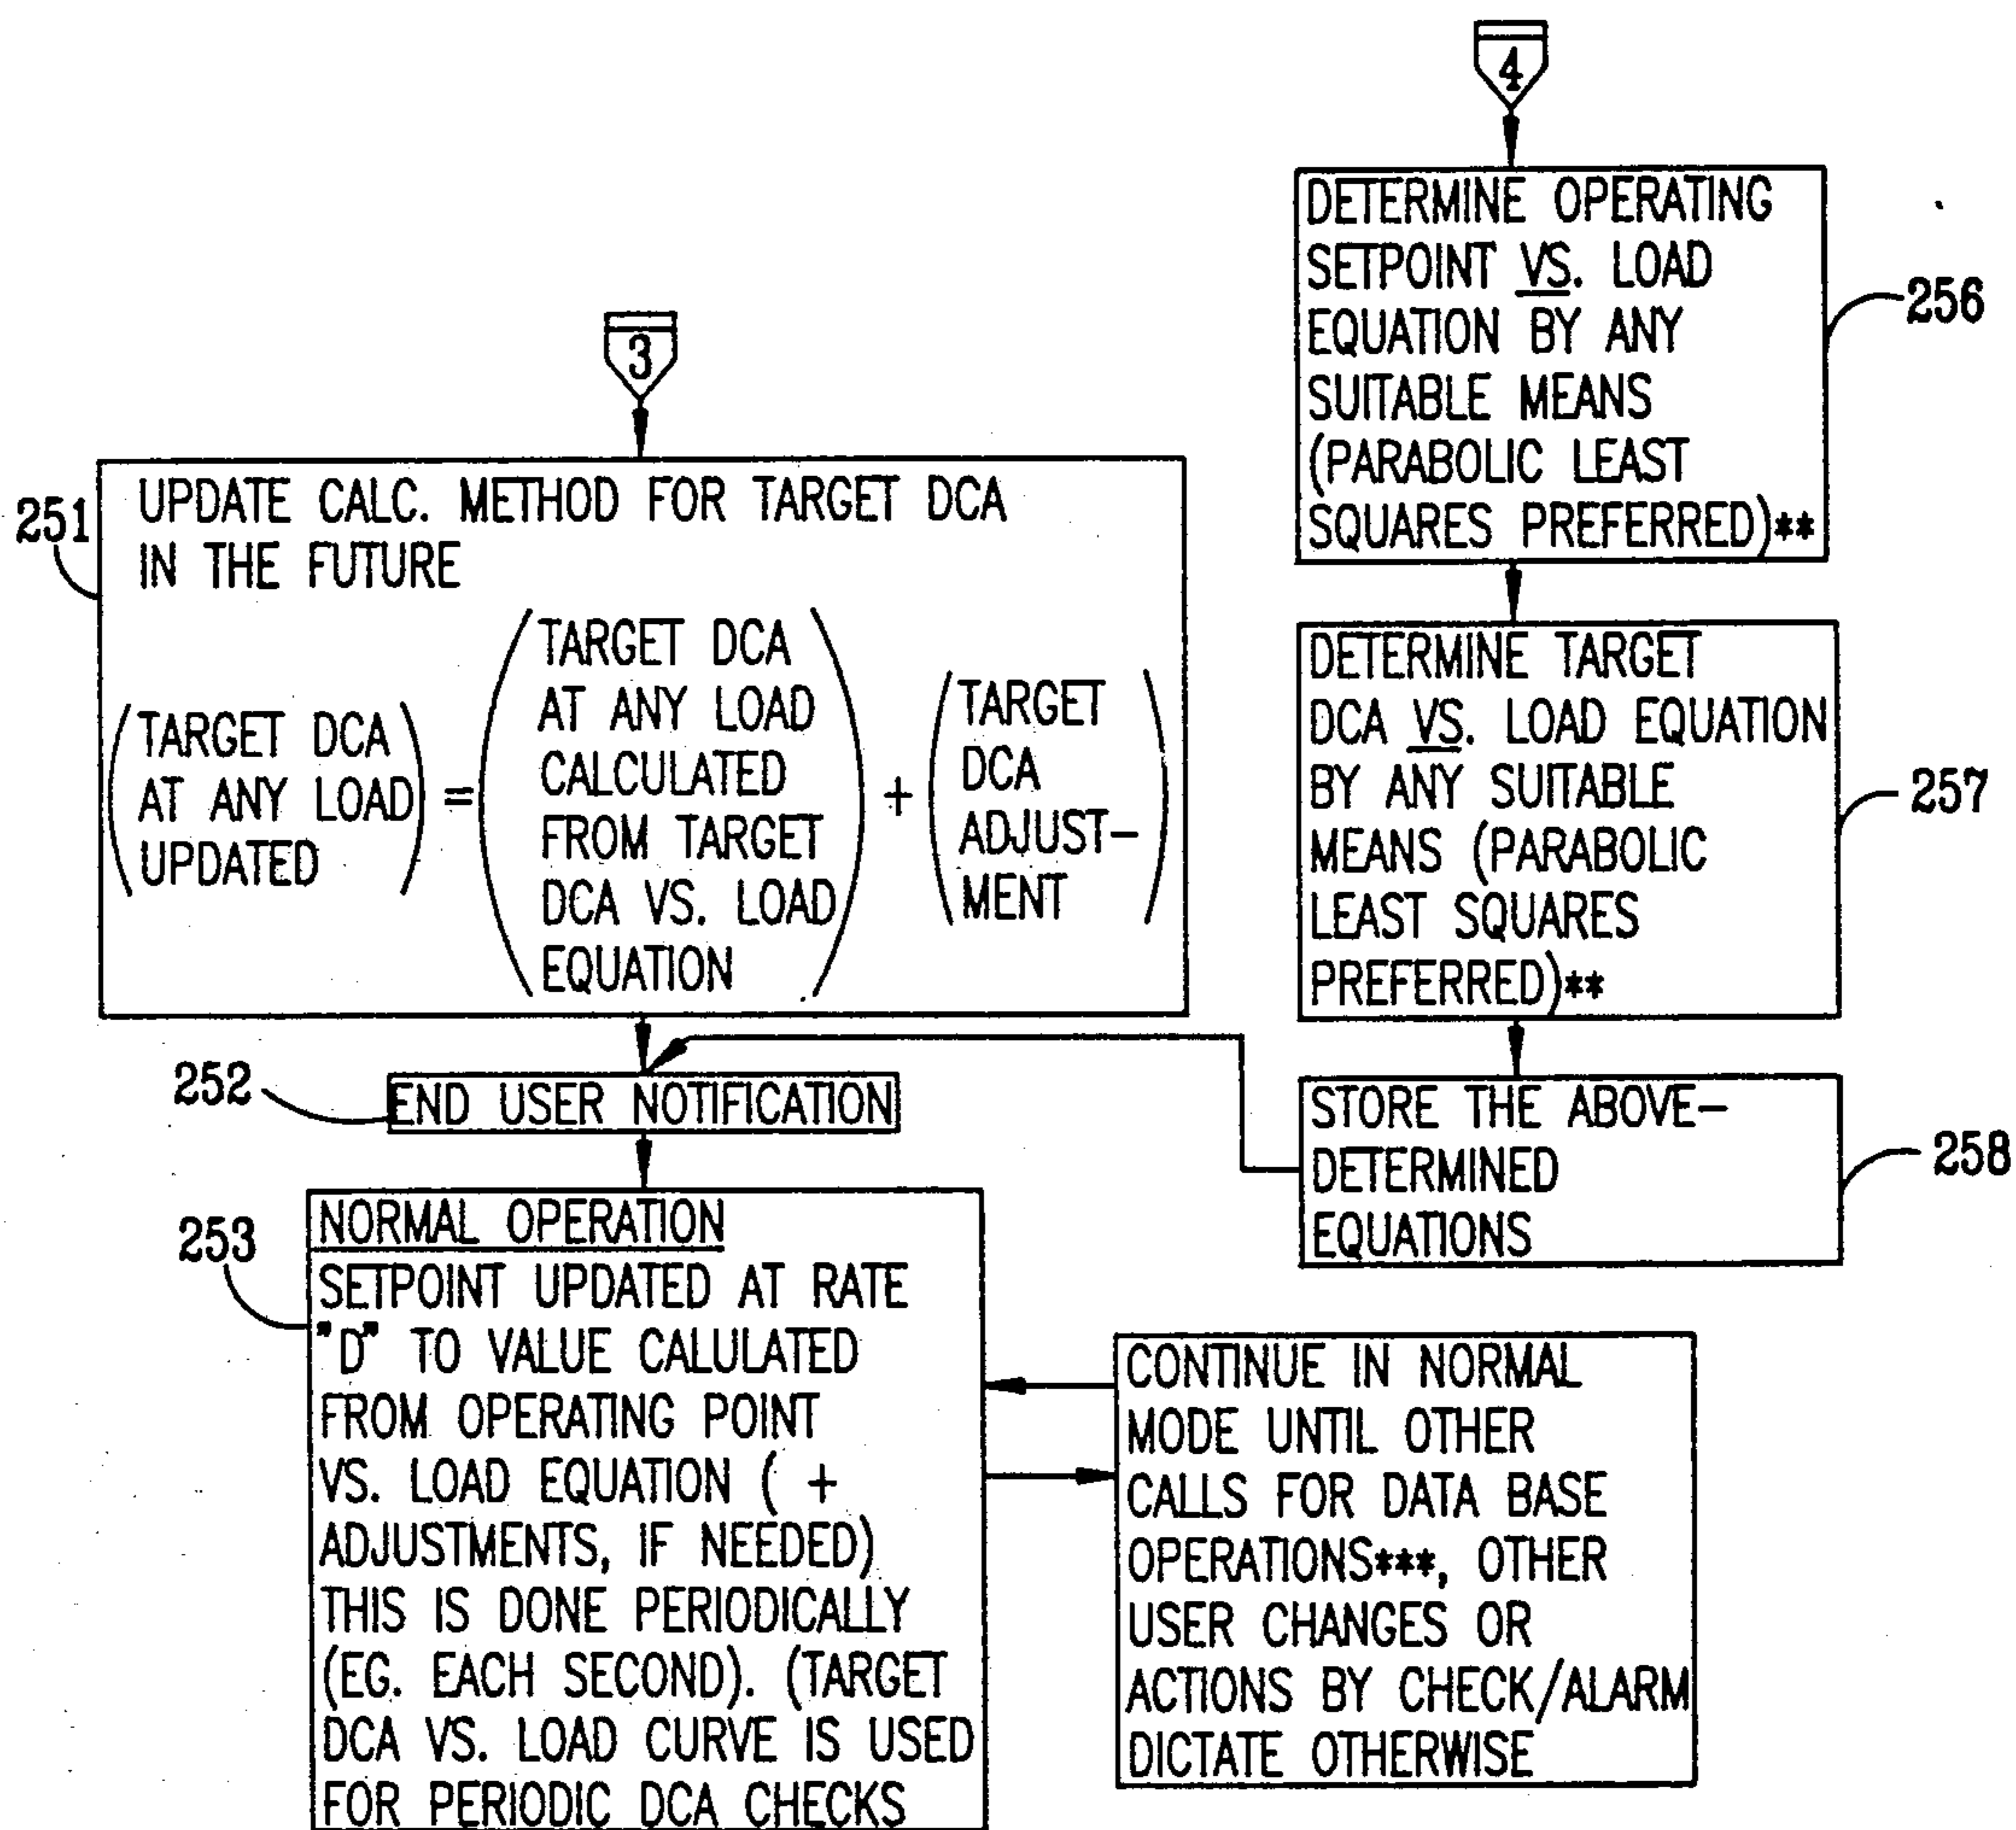 3
251
UPDATE CALC. METHOD FOR TARGET DCA
IN THE FUTURE
(TARGET DCA
AT ANY LOAD
UPDATED)
=
(TARGET DCA
AT ANY LOAD
CALCULATED
FROM TARGET
DCA VS. LOAD
EQUATION)
+
(TARGET
DCA
ADJUST-
MENT)
252
END USER NOTIFICATION
253
NORMAL OPERATION
SETPOINT UPDATED AT RATE
"D" TO VALUE CALULATED
FROM OPERATING POINT
VS. LOAD EQUATION ( +
ADJUSTMENTS, IF NEEDED)
THIS IS DONE PERIODICALLY
(EG. EACH SECOND). (TARGET
DCA VS. LOAD CURVE IS USED
FOR PERIODIC DCA CHECKS
4
DETERMINE OPERATING
SETPOINT VS. LOAD
EQUATION BY ANY
SUITABLE MEANS
(PARABOLIC LEAST
SQUARES PREFERRED)**
256
DETERMINE TARGET
DCA VS. LOAD EQUATION
BY ANY SUITABLE
MEANS (PARABOLIC
LEAST SQUARES
PREFERRED)**
257
STORE THE ABOVE-
DETERMINED
EQUATIONS
258
CONTINUE IN NORMAL
MODE UNTIL OTHER
CALLS FOR DATA BASE
OPERATIONS***, OTHER
USER CHANGES OR
ACTIONS BY CHECK/ALARM
DICTATE OTHERWISE